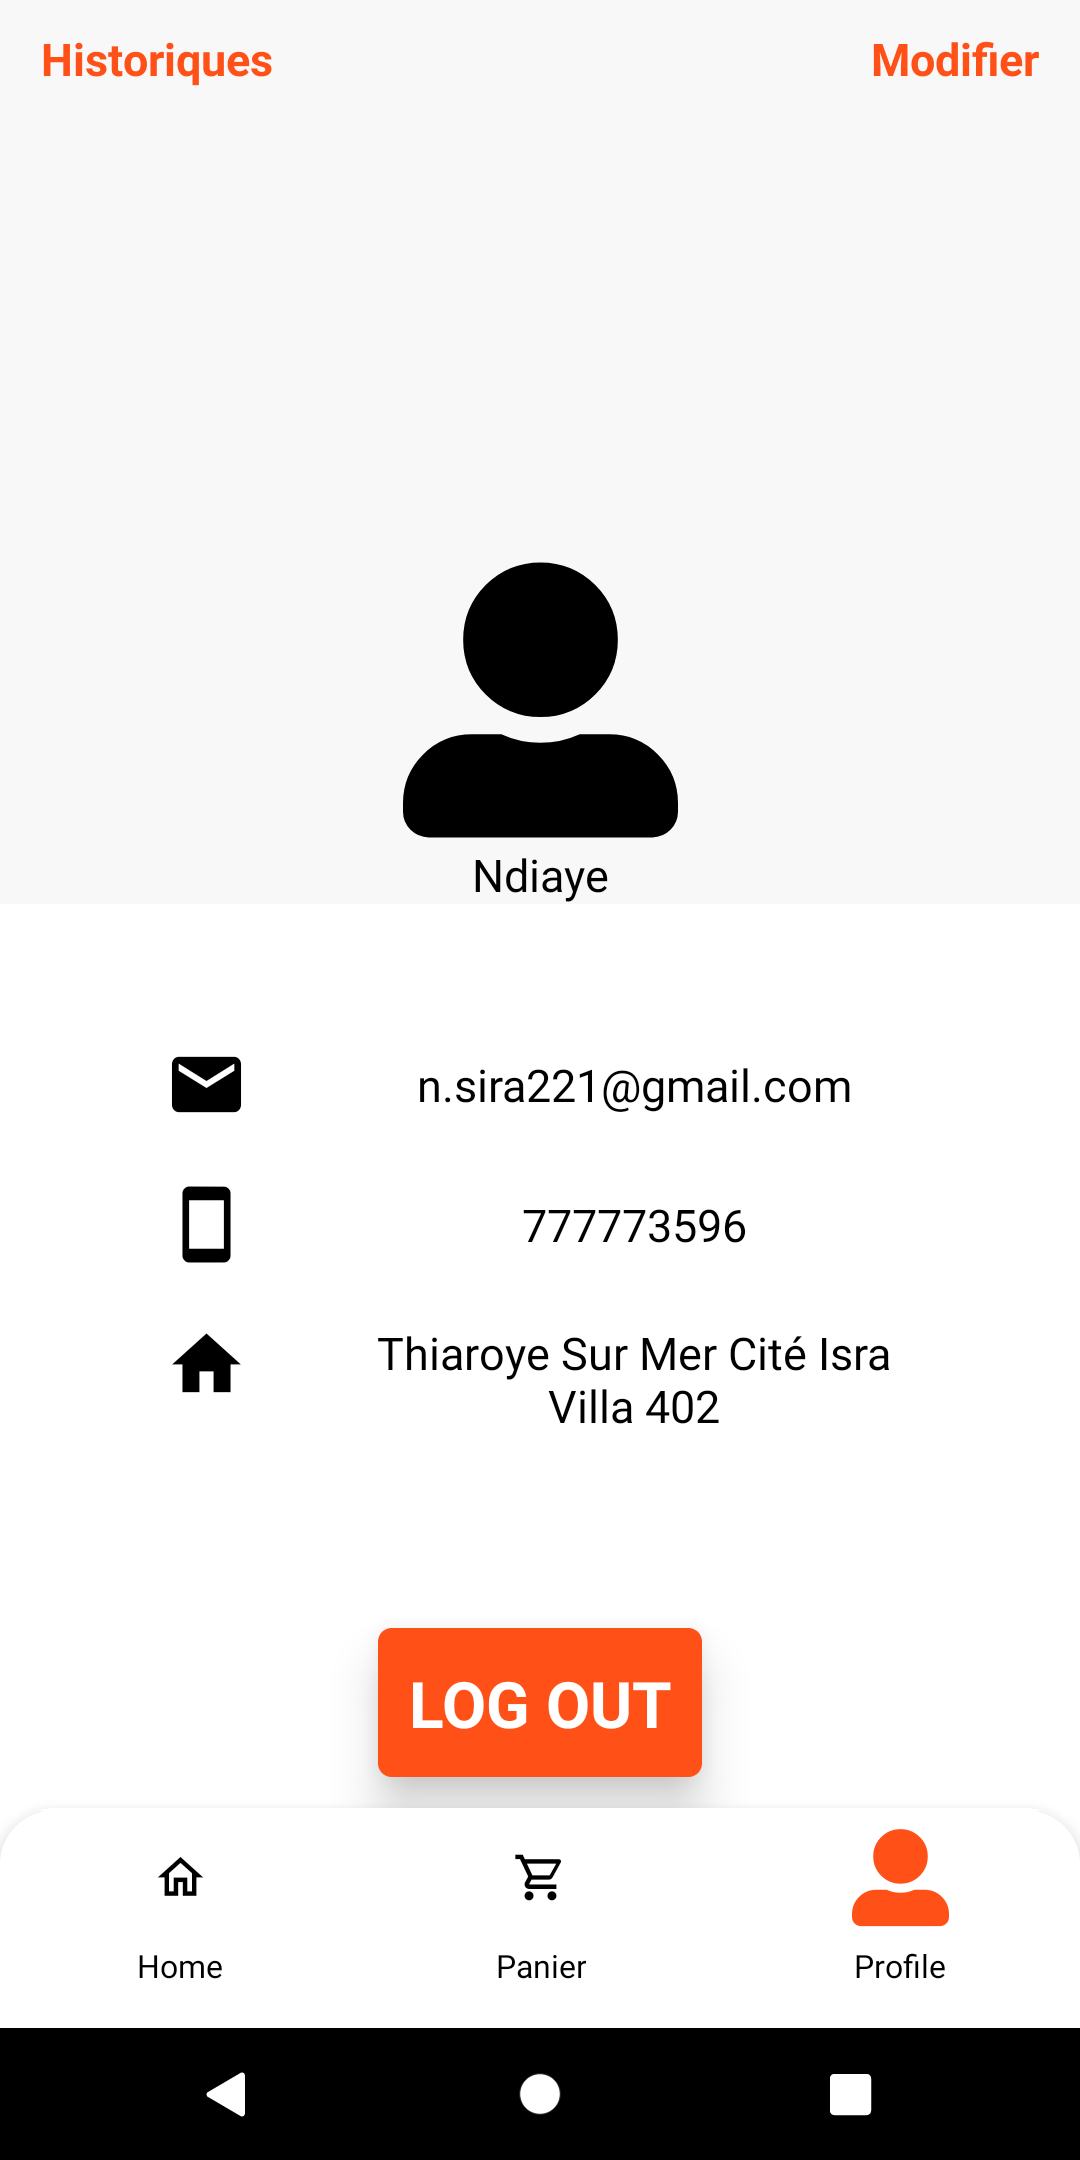 Historiques
Modifier
Ndiaye
n.sira221@gmail.com
777773596
Thiaroye Sur Mer Cité Isra
Villa 402
LOG OUT
Home
Panier
Profile